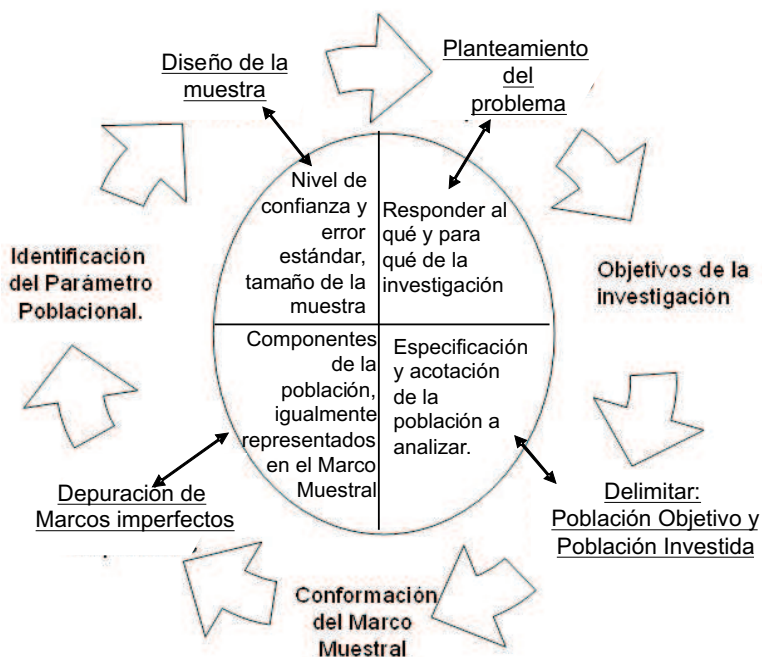 Diseño de la
muestra
Planteamiento
del
problema
Nivel de
confianza y
error
estándar,
tamaño de la
muestra
Responder al
qué y para
qué de la
investigación
Identificación
del Parámetro
Poblacional.
Objetivos de la
investigación
Componentes
de la
población,
igualmente
representados
en el Marco
Muestral
Especificación
y acotación
de la
población a
analizar.
Depuración de
Marcos imperfectos
Delimitar:
Población Objetivo y
Población Investida
Conformación
del Marco
Muestral